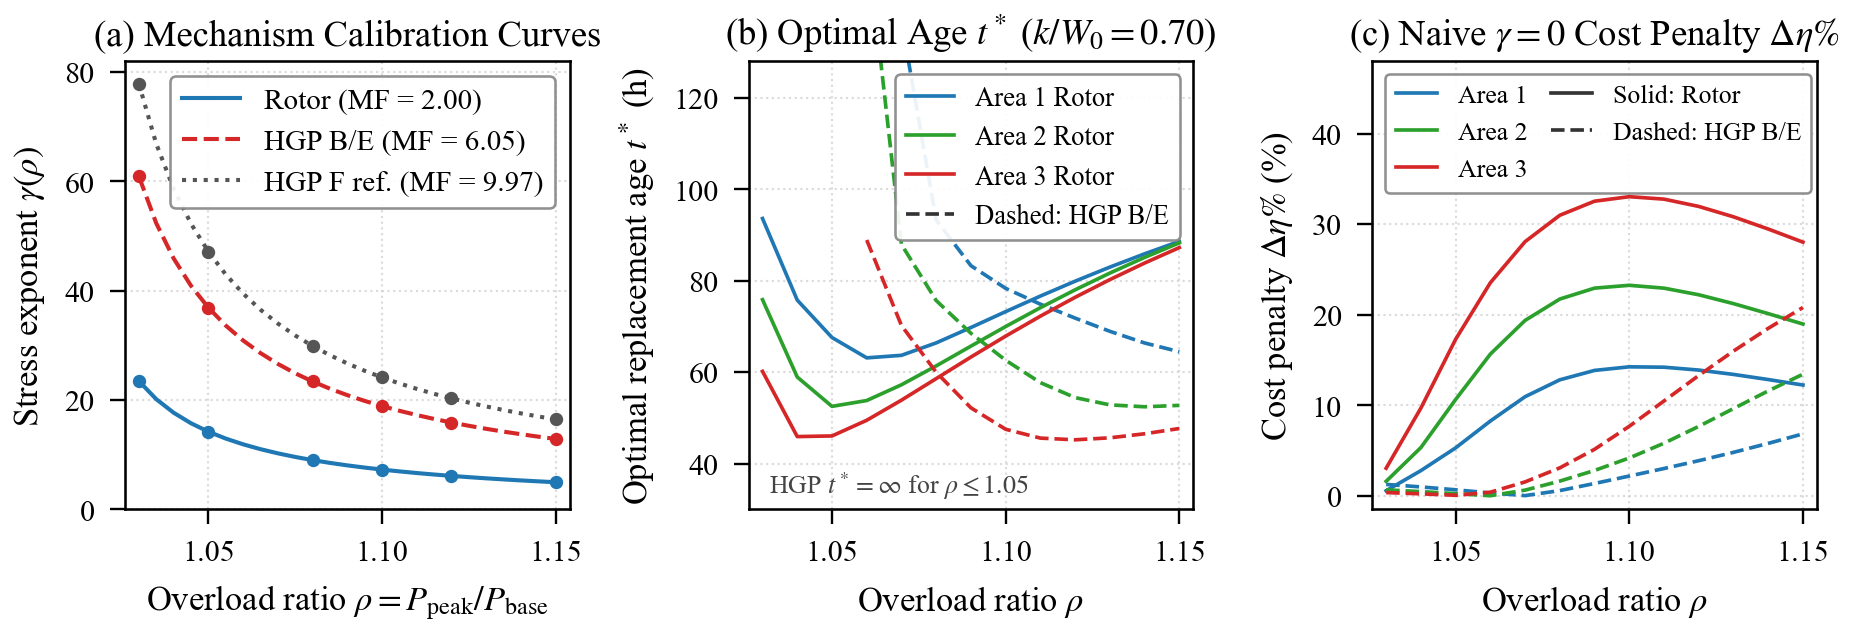 (a) Mechanism Calibration Curves
80
60
40
20
0
Stress exponent γ(ρ)
Rotor (MF = 2.00)
HGP B/E (MF = 6.05)
HGP F ref. (MF = 9.97)
1.05
1.10
1.15
Overload ratio ρ = P_peak/P_base
(b) Optimal Age t* (k/W₀ = 0.70)
120
100
80
60
40
Optimal replacement age t* (h)
Area 1 Rotor
Area 2 Rotor
Area 3 Rotor
Dashed: HGP B/E
HGP t* = ∞ for ρ ≤ 1.05
1.05
1.10
1.15
Overload ratio ρ
(c) Naive γ = 0 Cost Penalty Δη%
40
30
20
10
0
Cost penalty Δη% (%)
Area 1
Area 2
Area 3
Solid: Rotor
Dashed: HGP B/E
1.05
1.10
1.15
Overload ratio ρ